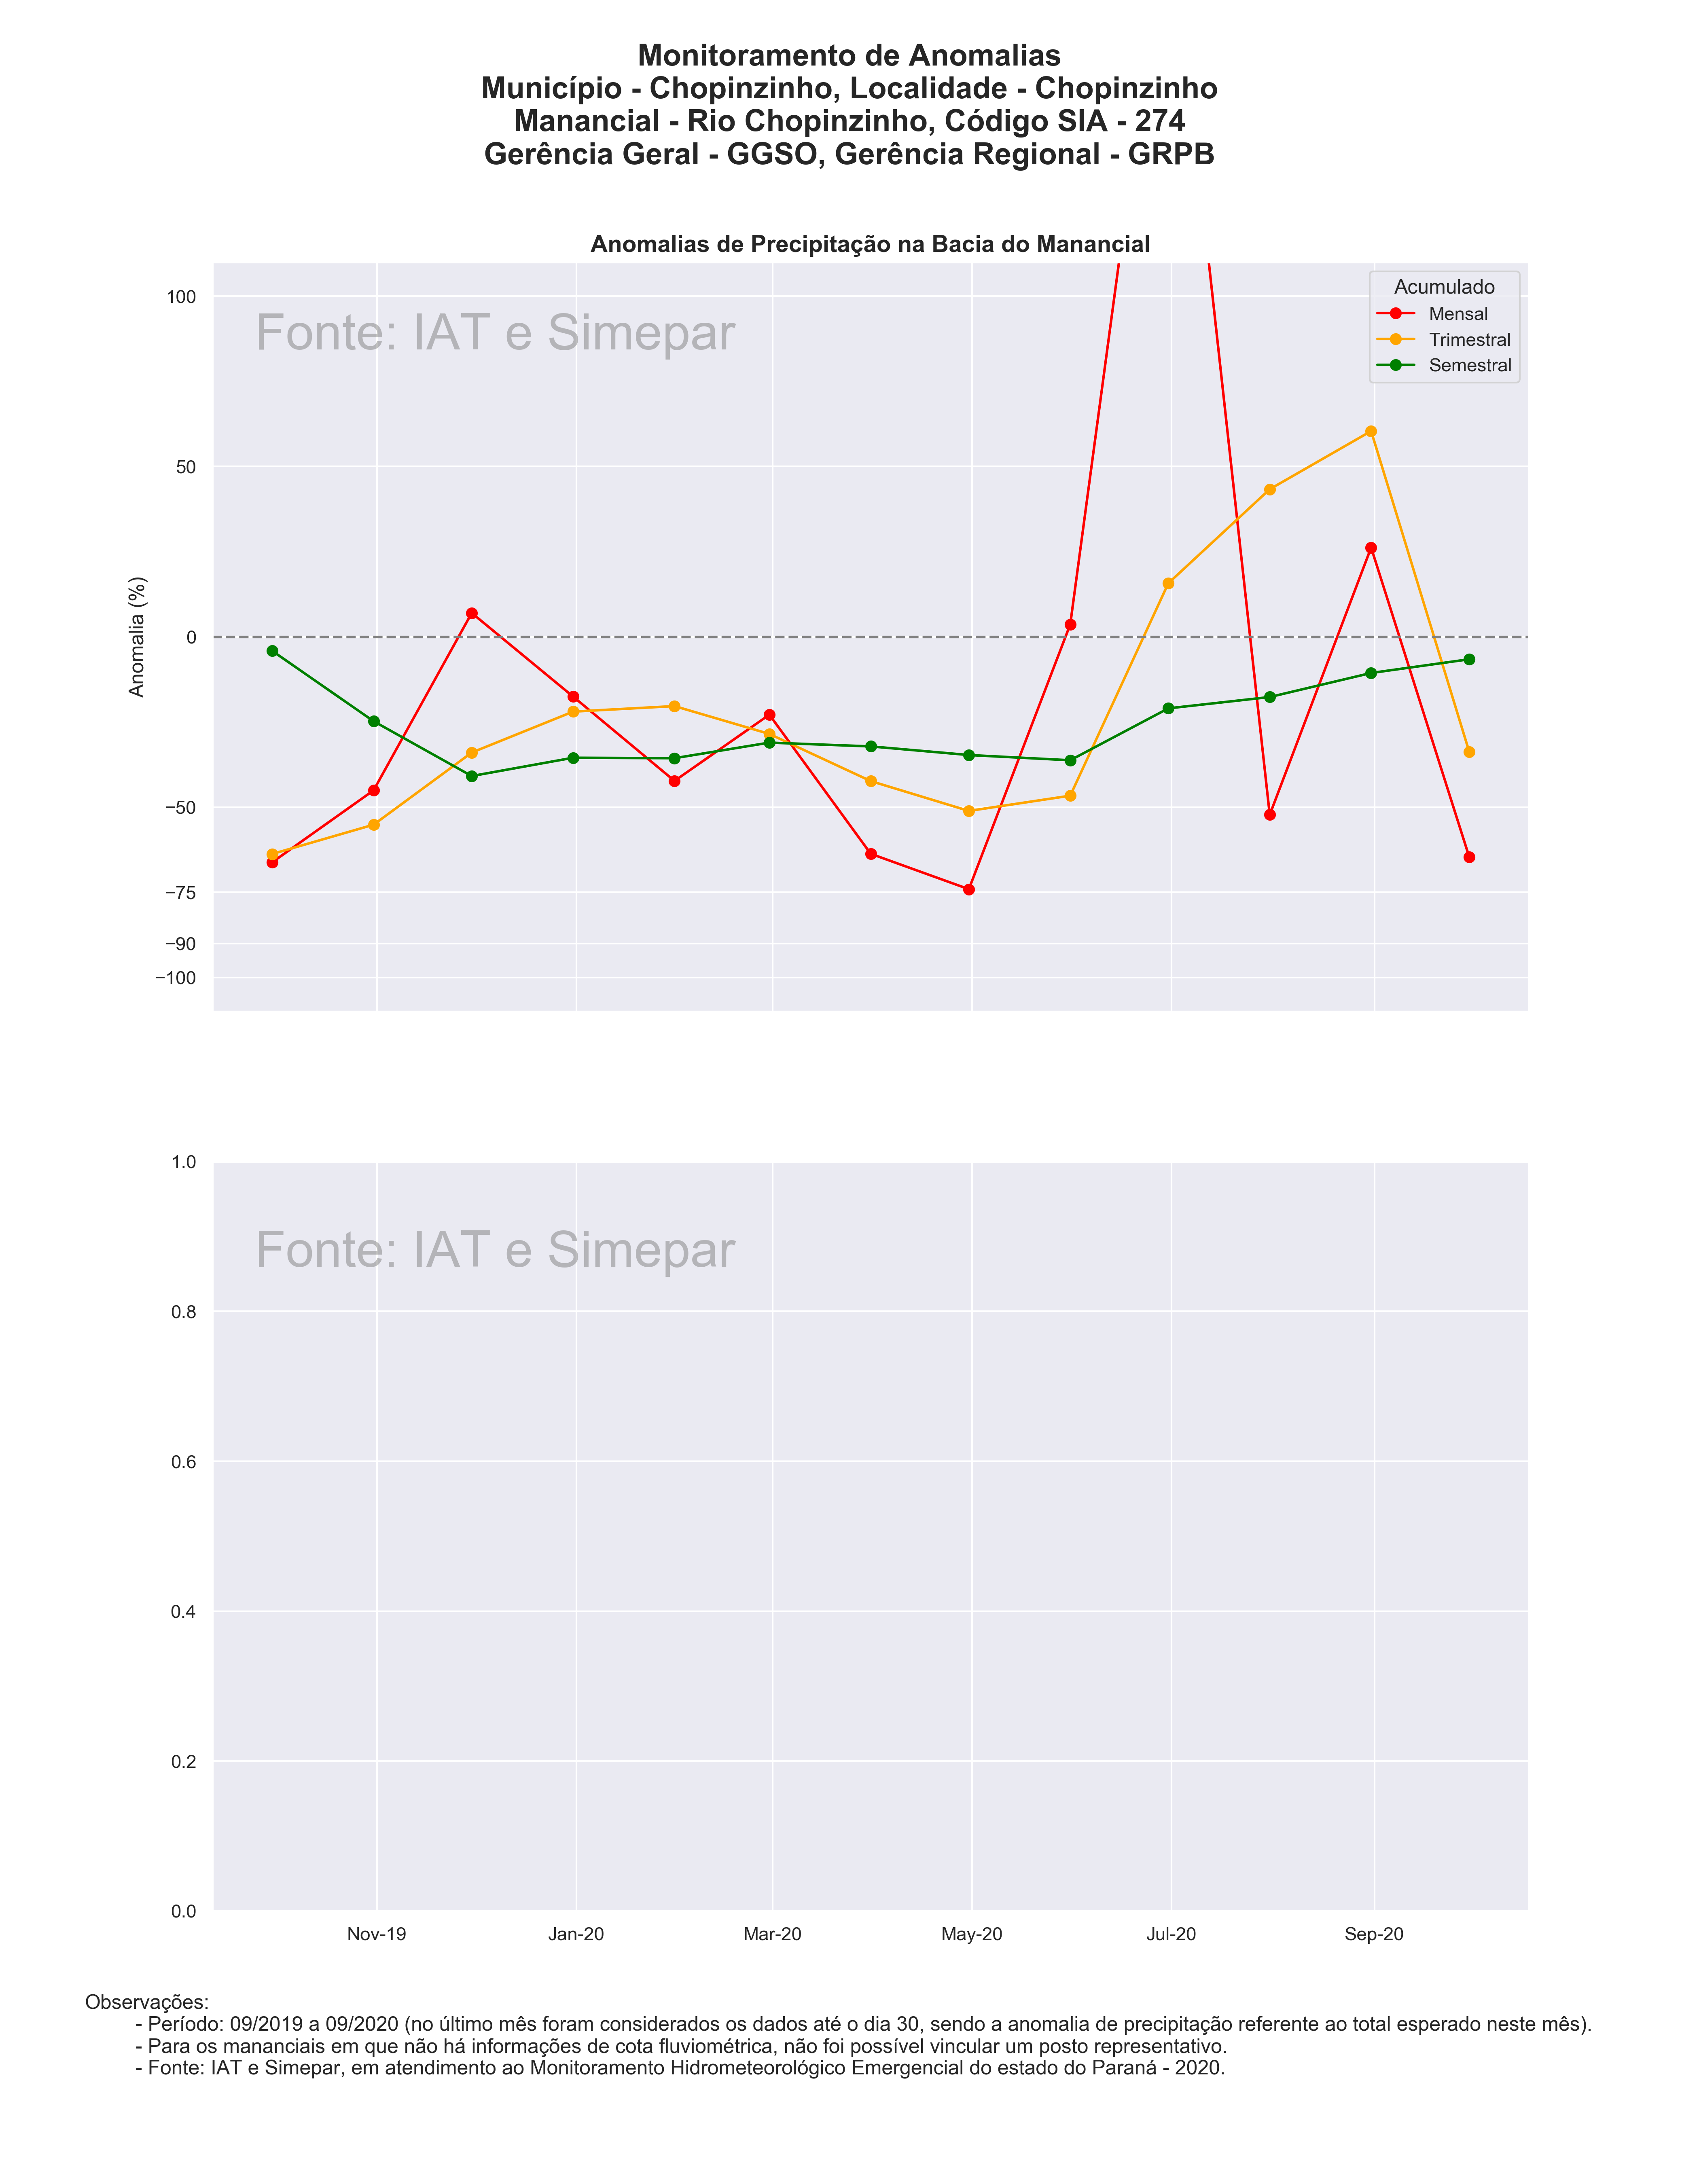 Monitoramento de Anomalias
Município - Chopinzinho, Localidade - Chopinzinho
Manancial - Rio Chopinzinho, Código SIA - 274
Gerência Geral - GGSO, Gerência Regional - GRPB
Anomalias de Precipitação na Bacia do Manancial
Fonte: IAT e Simepar
Acumulado
Mensal
Trimestral
Semestral
Anomalia (%)
100
50
0
−50
−75
−90
−100
Fonte: IAT e Simepar
1.0
0.8
0.6
0.4
0.2
0.0
Nov-19 Jan-20 Mar-20 May-20 Jul-20 Sep-20
Observações:
- Período: 09/2019 a 09/2020 (no último mês foram considerados os dados até o dia 30, sendo a anomalia de precipitação referente ao total esperado neste mês).
- Para os mananciais em que não há informações de cota fluviométrica, não foi possível vincular um posto representativo.
- Fonte: IAT e Simepar, em atendimento ao Monitoramento Hidrometeorológico Emergencial do estado do Paraná - 2020.